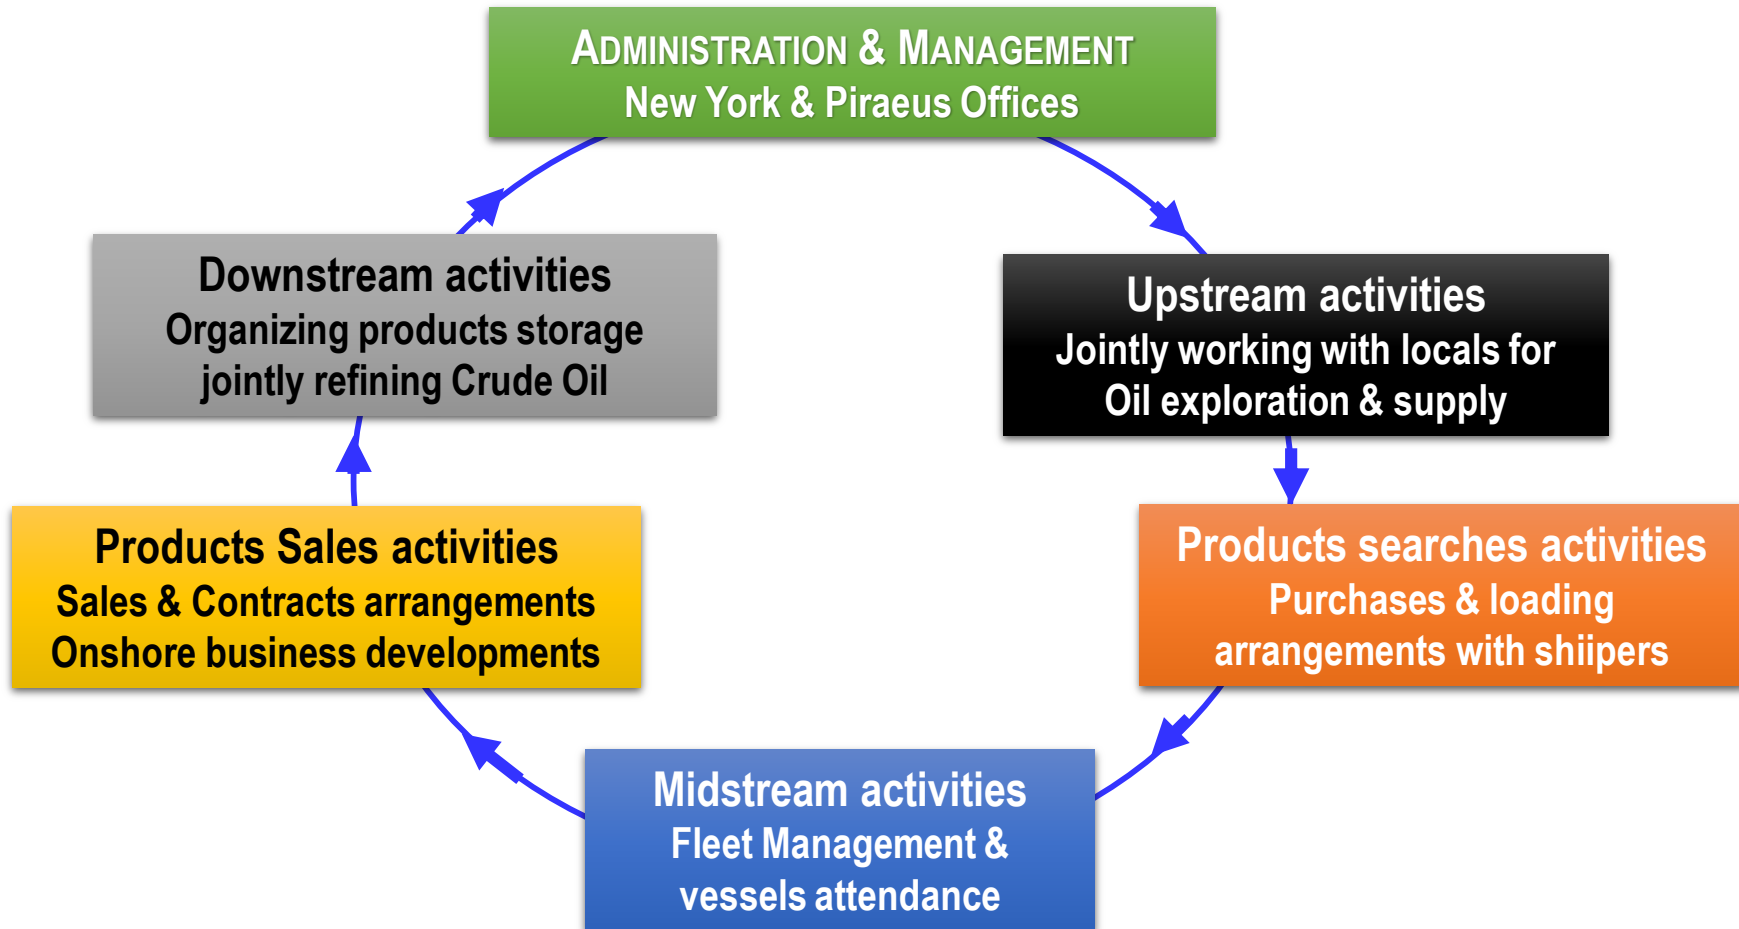 ADMINISTRATION & MANAGEMENT
New York & Piraeus Offices
Downstream activities
Organizing products storage
jointly refining Crude Oil
Upstream activities
Jointly working with locals for
Oil exploration & supply
Products Sales activities
Sales & Contracts arrangements
Onshore business developments
Products searches activities
Purchases & loading
arrangements with shiipers
Midstream activities
Fleet Management &
vessels attendance